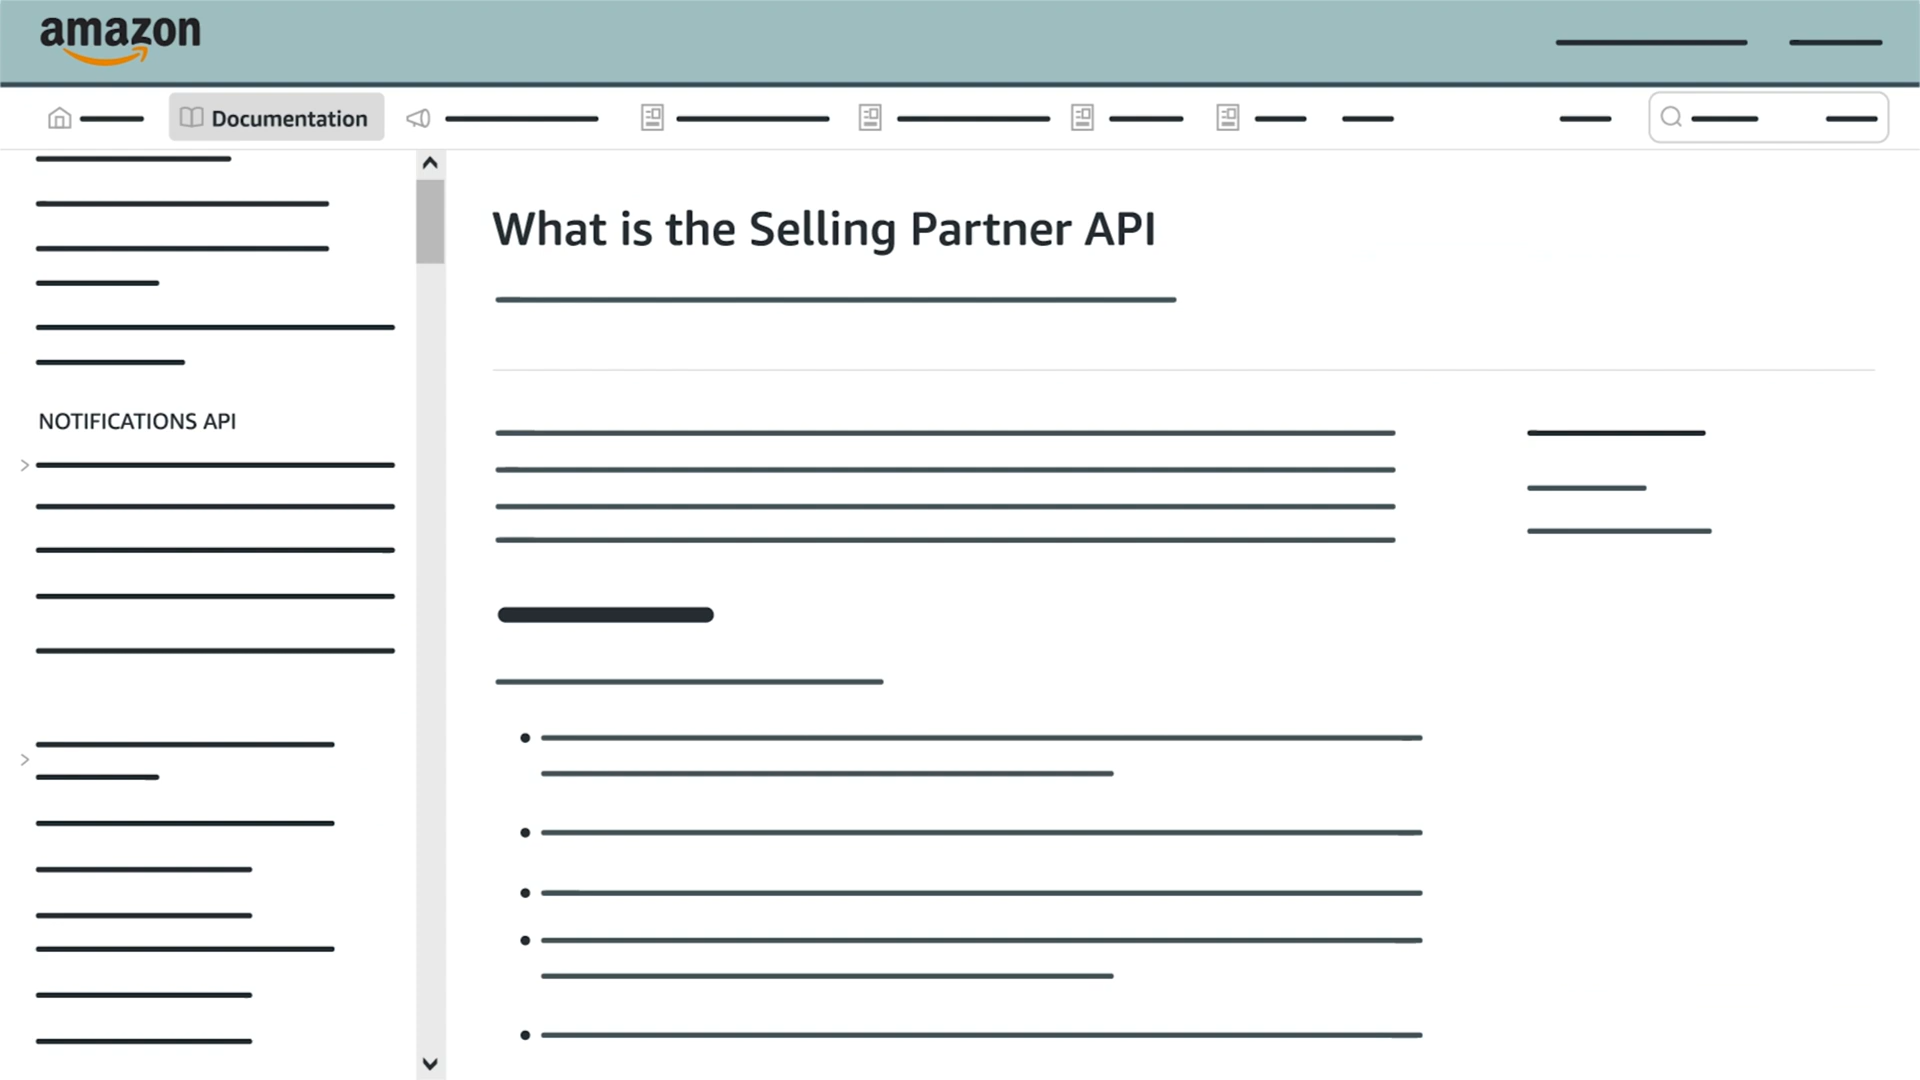 amazon
Documentation
What is the Selling Partner API
NOTIFICATIONS API